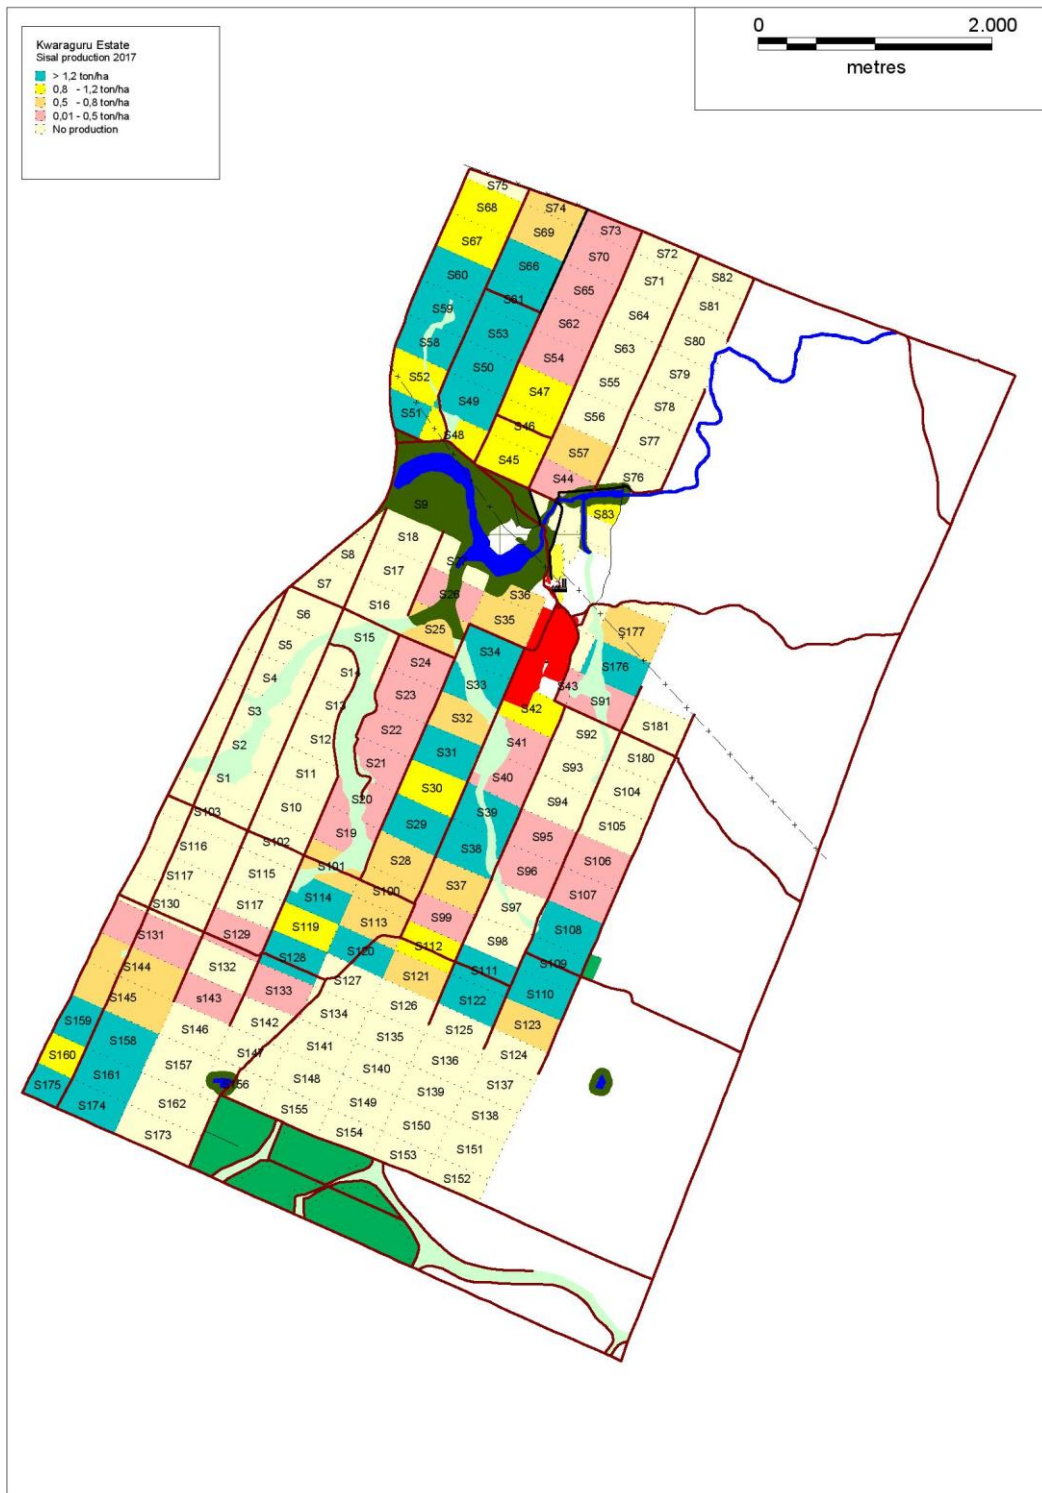 Kwaraguru Estate
Sisal production 2017
> 1,2 ton/ha
0,8 - 1,2 ton/ha
0,5 - 0,8 ton/ha
0,01 - 0,5 ton/ha
No production
0 2.000
metres
S75
S68 S74
S69 S73
S67 S66 S70 S72
S60 S61 S65 S71 S82
S59 S53 S62 S64 S81
S58 S50 S54 S63 S80
S52 S49 S47 S55 S79
S51 S48 S46 S56 S78
S45 S57 S77
S44 S76
S9 S83
S18
S8 S17
S7 S16 S26 S36
S6 S15 S25 S35 S177
S5 S14 S24 S34 S176
S4 S13 S23 S33 S43 S91
S3 S12 S22 S32 S42 S92 S181
S2 S11 S21 S31 S41 S93 S180
S1 S10 S20 S30 S40 S94 S104
S103 S102 S19 S29 S39 S95 S105
S116 S115 S101 S28 S38 S96 S106
S117 S117 S114 S100 S37 S97 S107
S130 S129 S119 S113 S99 S98 S108
S131 S132 S128 S120 S112 S111 S109
S144 s143 S133 S127 S121 S122 S110
S145 S146 S142 S134 S126 S125 S123
S159 S158 S157 S147 S141 S135 S136 S124
S160 S161 S162 S156 S148 S140 S139 S137
S175 S174 S173 S155 S149 S150 S138
S154 S153 S151
S152